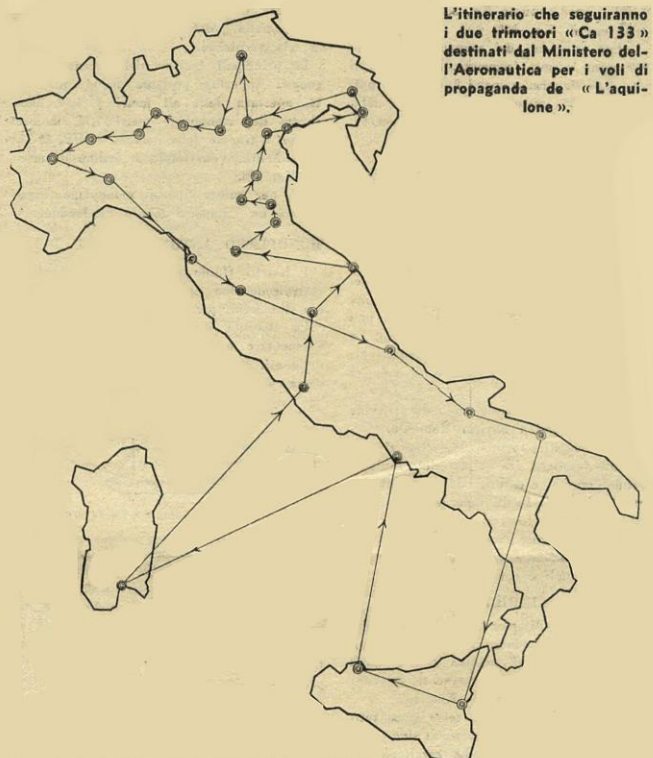 L'itinerario che seguiranno
i due trimotori «Ca 133»
destinati dal Ministero del-
l'Aeronautica per i voli di
propaganda de «L'aqui-
lone».